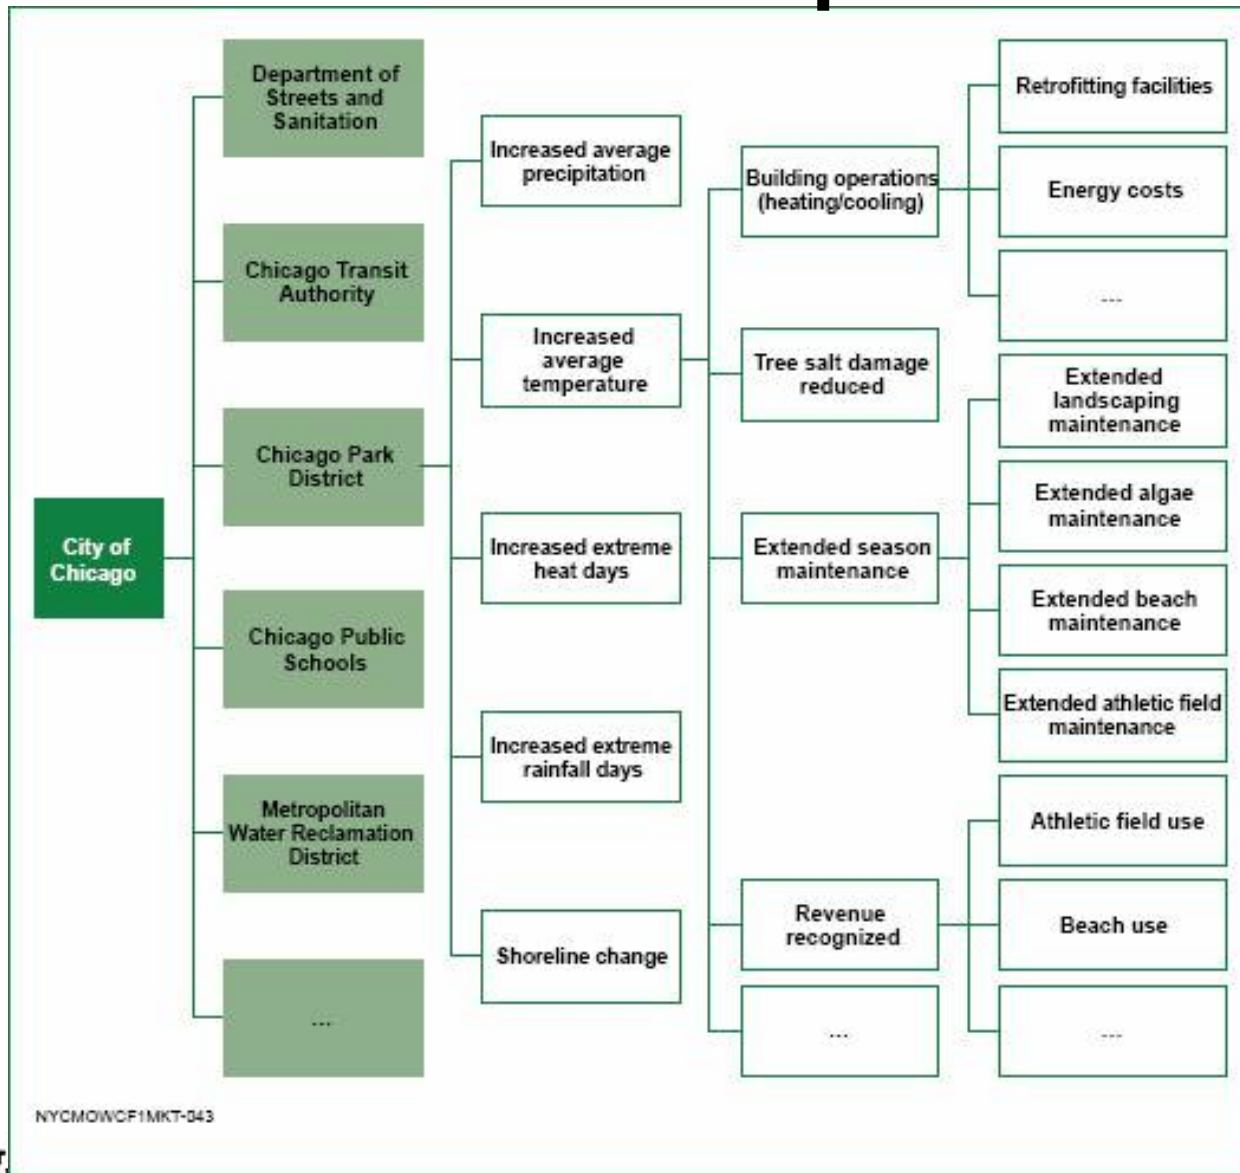 City of
Chicago
Department of
Streets and
Sanitation
Chicago Transit
Authority
Chicago Park
District
Chicago Public
Schools
Metropolitan
Water Reclamation
District
...
Increased average
precipitation
Increased
average
temperature
Increased extreme
heat days
Increased extreme
rainfall days
Shoreline change
Building operations
(heating/cooling)
Tree salt damage
reduced
Extended season
maintenance
Revenue
recognized
...
Retrofitting facilities
Energy costs
...
Extended
landscaping
maintenance
Extended algae
maintenance
Extended beach
maintenance
Extended athletic field
maintenance
Athletic field use
Beach use
...
NYCMOWCF1MKT-043